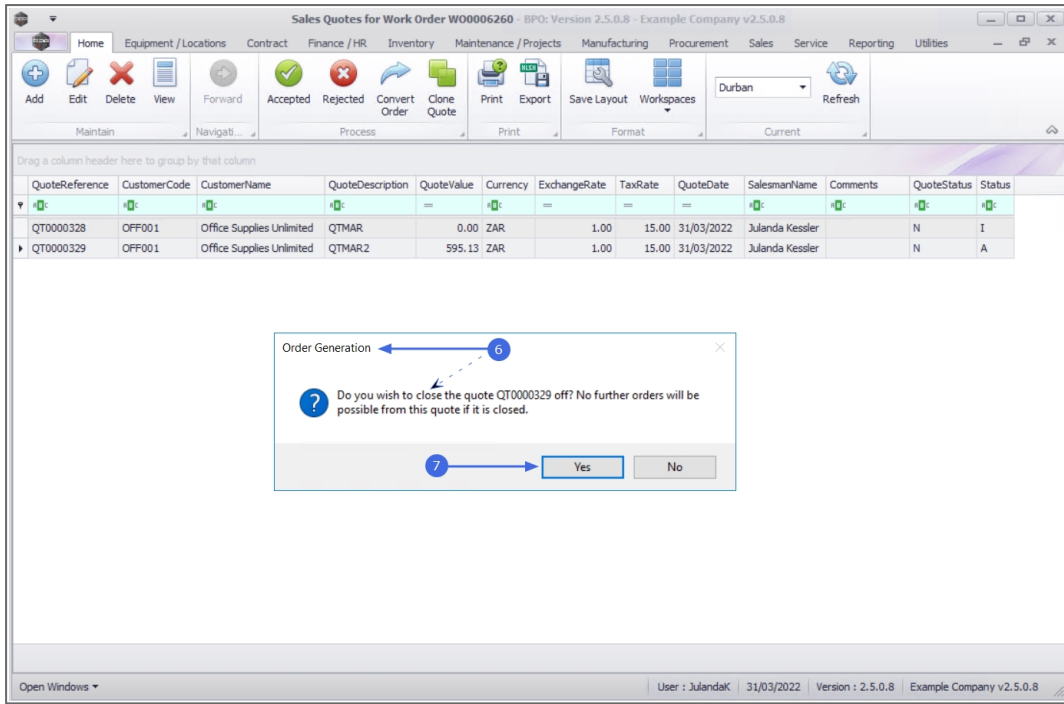 Sales Quotes for Work Order WO0006260 - BPO: Version 2.5.0.8 - Example Company v2.5.0.8
Home Equipment / Locations Contract Finance / HR Inventory Maintenance / Projects Manufacturing Procurement Sales Service Reporting Utilities
Add Edit Delete View Forward Accepted Rejected Convert Order Clone Quote Print Export Save Layout Workspaces Durban Refresh
Maintain Navigati... Process Print Format Current
Drag a column header here to group by that column
QuoteReference CustomerCode CustomerName QuoteDescription QuoteValue Currency ExchangeRate TaxRate QuoteDate SalesmanName Comments QuoteStatus Status
QT0000328 OFF001 Office Supplies Unlimited QTMAR 0.00 ZAR 1.00 15.00 31/03/2022 Julanda Kessler N I
QT0000329 OFF001 Office Supplies Unlimited QTMAR2 595.13 ZAR 1.00 15.00 31/03/2022 Julanda Kessler N A
Order Generation 6
Do you wish to close the quote QT0000329 off? No further orders will be
possible from this quote if it is closed.
7 Yes No
Open Windows User : JulandaK 31/03/2022 Version : 2.5.0.8 Example Company v2.5.0.8